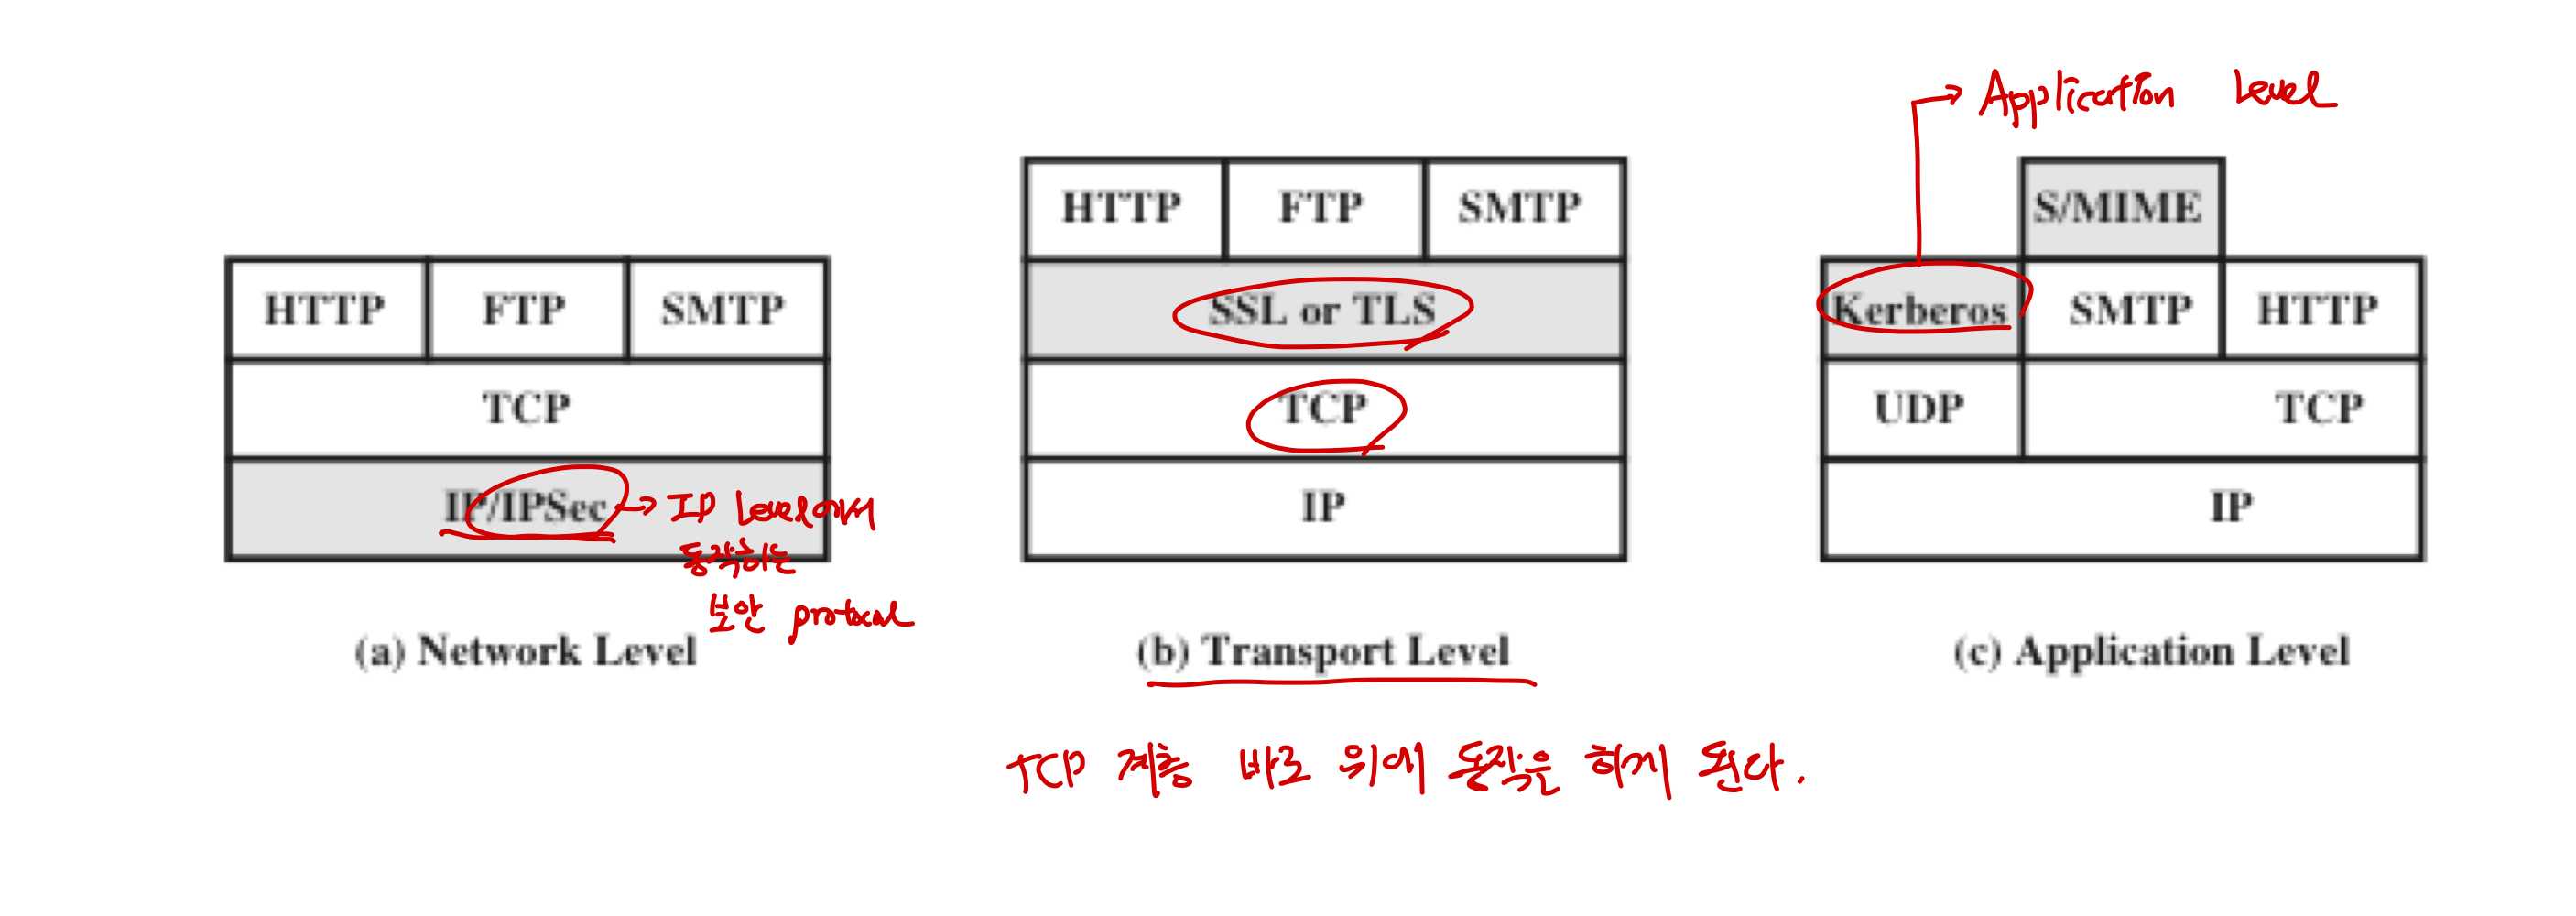 → Application Level
HTTP FTP SMTP
TCP
IP/IPSec → IP Level에서
동작하는
보안 protocol
(a) Network Level
HTTP FTP SMTP
SSL or TLS
TCP
IP
(b) Transport Level
TCP 계층 바로 위에 동작을 하게 된다.
S/MIME
Kerberos SMTP HTTP
UDP TCP
IP
(c) Application Level